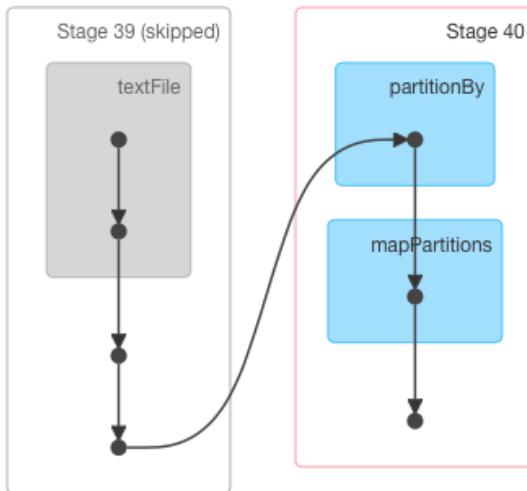 Stage 39 (skipped)
textFile
Stage 40
partitionBy
mapPartitions